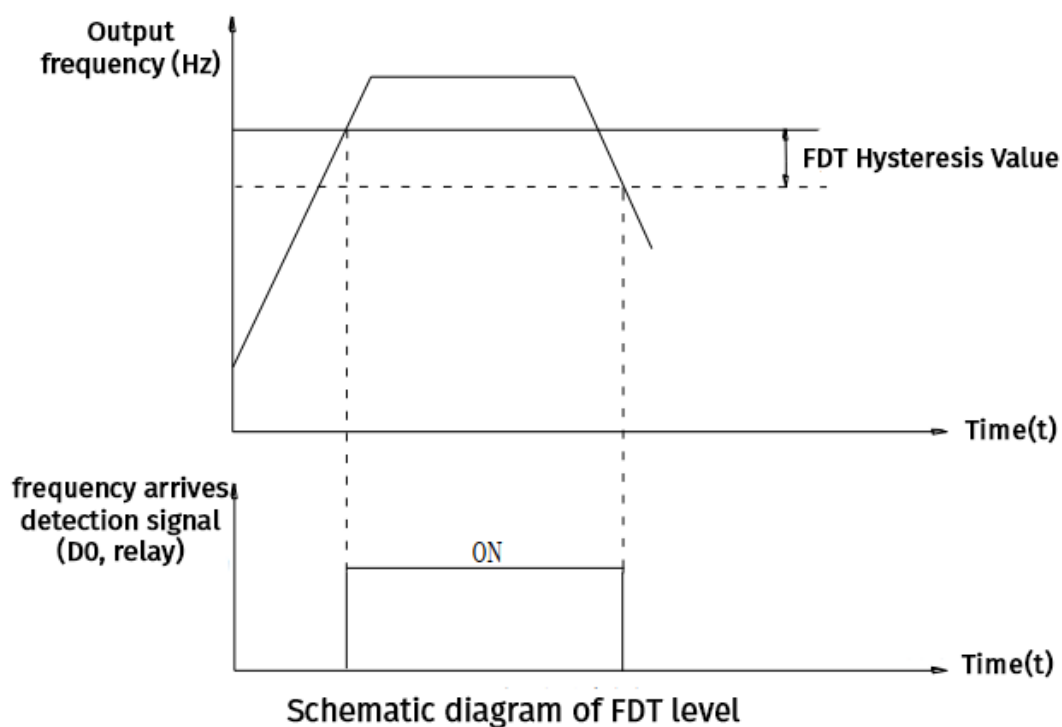 Output
frequency (Hz)
FDT Hysteresis Value
Time(t)
frequency arrives
detection signal
(DO, relay)
ON
Time(t)
Schematic diagram of FDT level